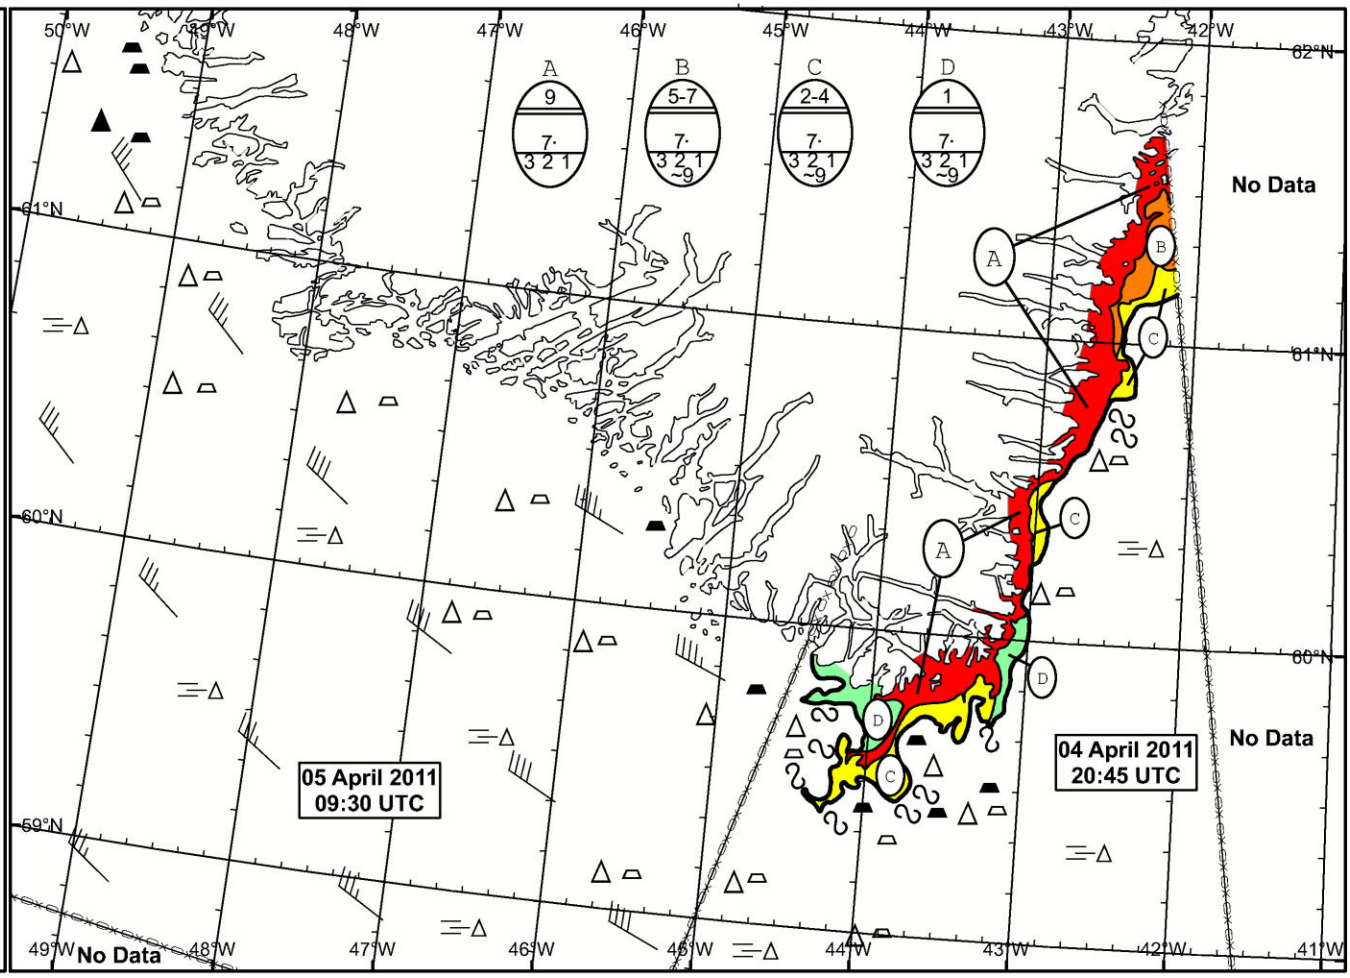 50°W 49°W 48°W 47°W 46°W 45°W 44°W 43°W 42°W
62°N
A B C D
9 5-7 2-4 1
7· 7· 7· 7·
3 2 1 3 2 1 3 2 1 3 2 1
~9 ~9 ~9
No Data
61°N
A
B
C
61°N
60°N
C
A
60°N
D
D
No Data
C
05 April 2011
09:30 UTC
04 April 2011
20:45 UTC
59°N
No Data
49°W 48°W 47°W 46°W 45°W 44°W 43°W 42°W 41°W